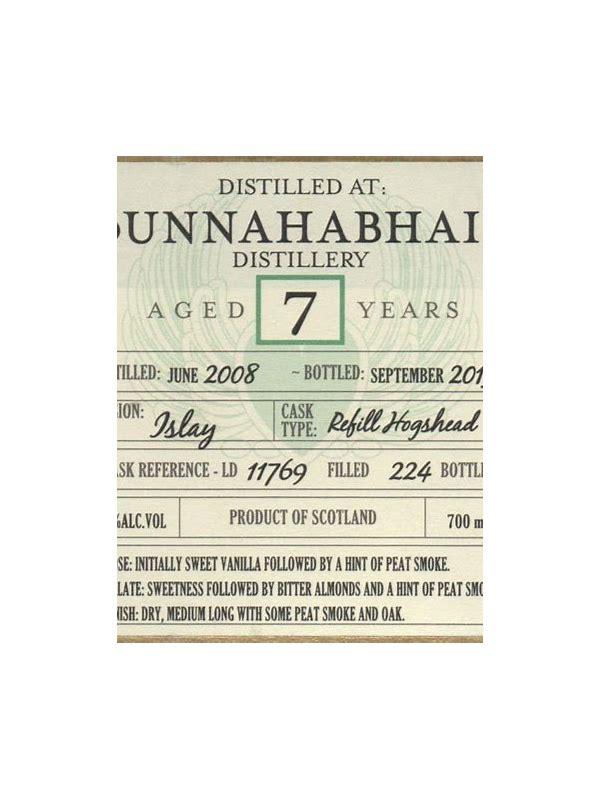 DISTILLED AT:
DUNNAHABHAI
DISTILLERY
AGED 7 YEARS
TILLED: JUNE 2008 ~ BOTTLED: SEPTEMBER 201
ION: Islay CASK TYPE: Refill Hogshead
SK REFERENCE - LD 11769 FILLED 224 BOTTL
%ALC.VOL PRODUCT OF SCOTLAND 700 m
SE: INITIALLY SWEET VANILLA FOLLOWED BY A HINT OF PEAT SMOKE.
LATE: SWEETNESS FOLLOWED BY BITTER ALMONDS AND A HINT OF PEAT SMO
NISH: DRY, MEDIUM LONG WITH SOME PEAT SMOKE AND OAK.